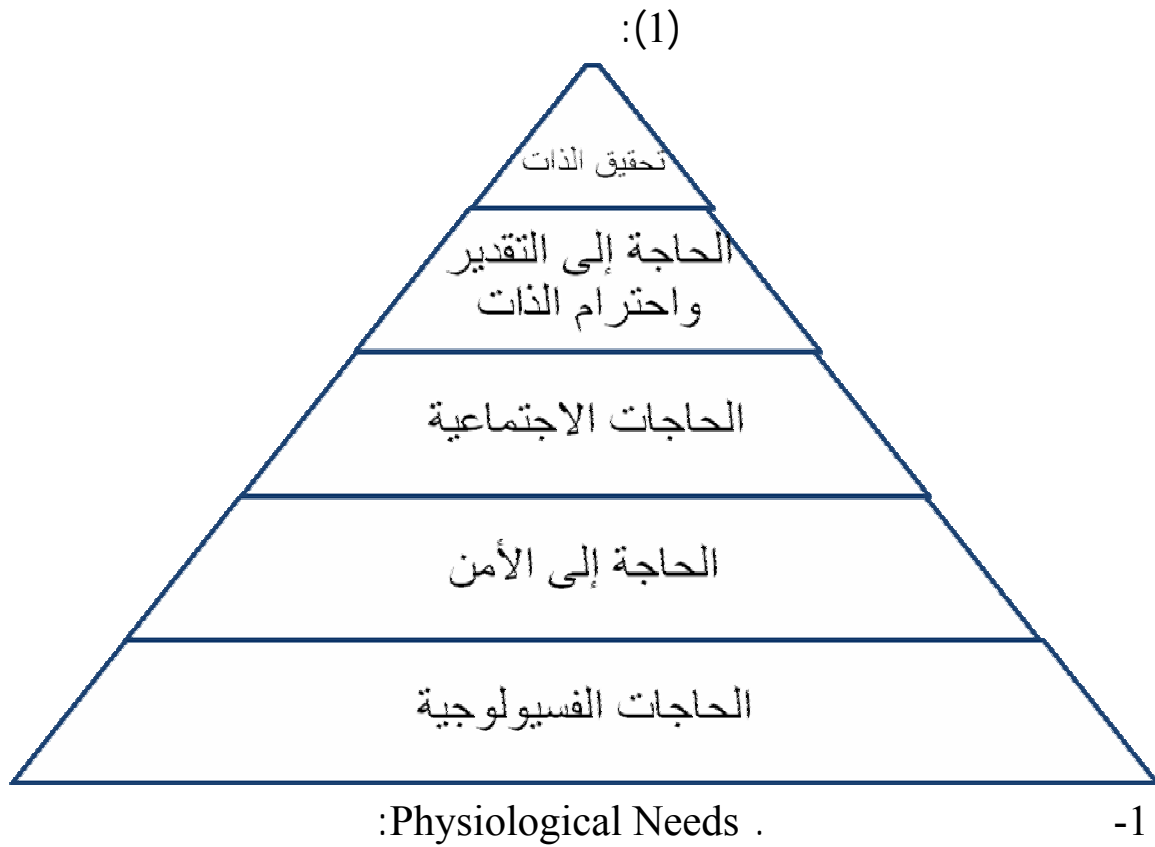 :(1)
تحقيق الذات
الحاجة إلى التقدير
واحترام الذات
الحاجات الاجتماعية
الحاجة إلى الأمن
الحاجات الفسيولوجية
:Physiological Needs . -1